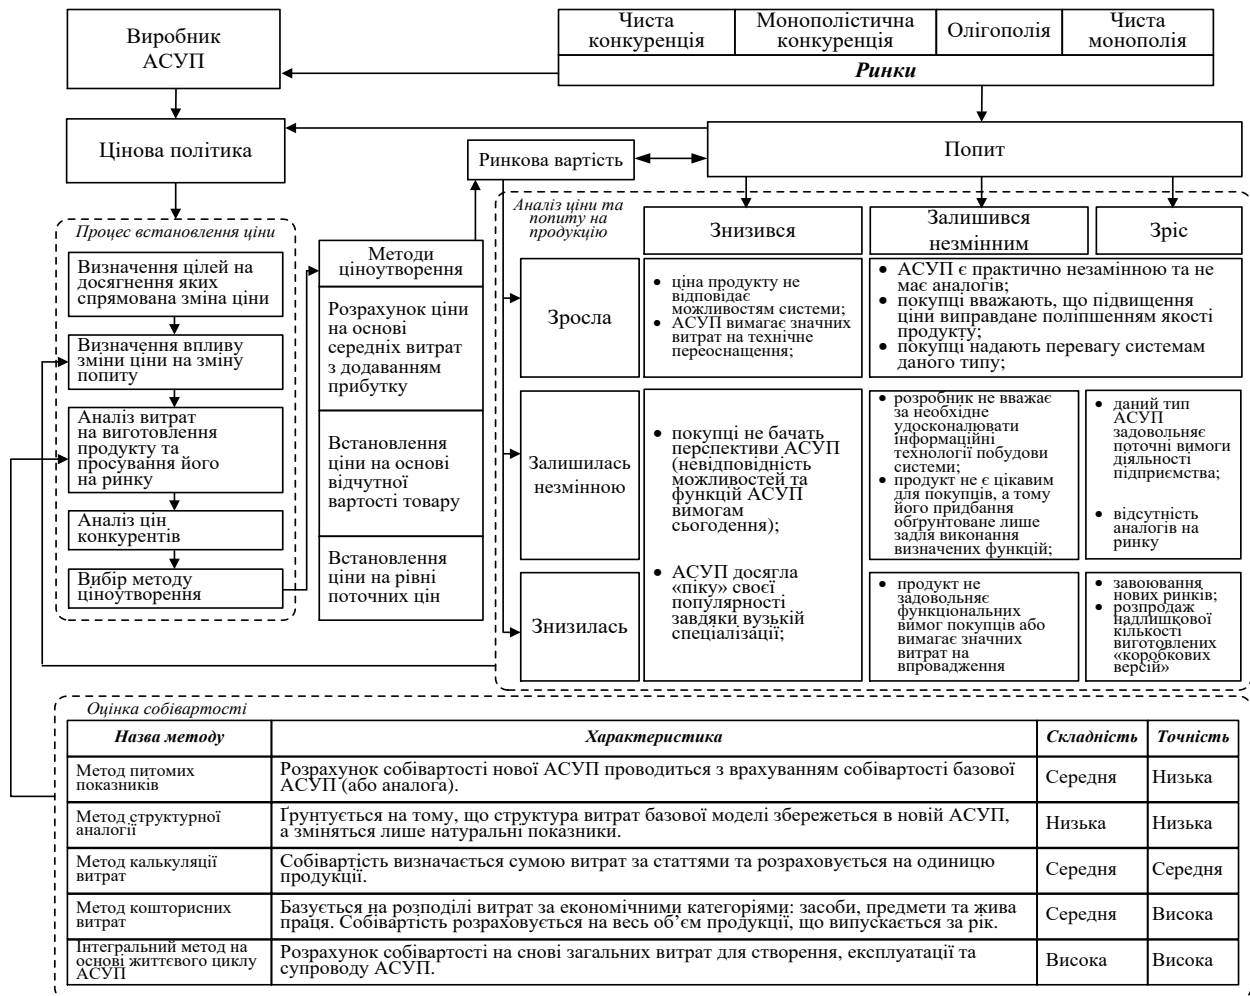 Виробник
АСУП
Чиста
конкуренція
Монополістична
конкуренція
Олігополія
Чиста
монополія
Ринки
Цінова політика
Ринкова вартість
Попит
Процес встановлення ціни
Визначення цілей на
досягнення яких
спрямована зміна ціни
Визначення впливу
зміни ціни на зміну
попиту
Аналіз витрат
на виготовлення
продукту та
просування його
на ринку
Аналіз цін
конкурентів
Вибір методу
ціноутворення
Методи
ціноутворення
Розрахунок ціни
на основі
середніх витрат
з додаванням
прибутку
Встановлення
ціни на основі
відчутної
вартості товару
Встановлення
ціни на рівні
поточних цін
Аналіз ціни та
попиту на
продукцію
Знизився
Залишився
незмінним
Зріс
Зросла
• ціна продукту не
відповідає
можливостям системи;
• АСУП вимагає значних
витрат на технічне
переоснащення;
• АСУП є практично незамінною та не
має аналогів;
• покупці вважають, що підвищення
ціни виправдане поліпшенням якості
продукту;
• покупці надають перевагу системам
даного типу;
Залишилась
незмінною
• покупці не бачать
перспективи АСУП
(невідповідність
можливостей та
функцій АСУП
вимогам
сьогодення);
• АСУП досягла
«піку» своєї
популярності
завдяки вузькій
спеціалізації;
• розробник не вважає
за необхідне
удосконалювати
інформаційні
технології побудови
системи;
• продукт не є цікавим
для покупців, а тому
його придбання
обґрунтоване лише
задля виконання
визначених функцій;
• даний тип
АСУП
задовольняє
поточні вимоги
діяльності
підприємства;
• відсутність
аналогів на
ринку
Знизилась
• продукт не
задовольняє
функціональних
вимог покупців або
вимагає значних
витрат на
впровадження
• завоювання
нових ринків;
• розпродаж
надлишкової
кількості
виготовлених
«коробкових
версій»
Оцінка собівартості
Назва методу
Характеристика
Складність
Точність
Метод питомих
показників
Розрахунок собівартості нової АСУП проводиться з врахуванням собівартості базової
АСУП (або аналога).
Середня
Низька
Метод структурної
аналогії
Ґрунтується на тому, що структура витрат базової моделі збережеться в новій АСУП,
а зміняться лише натуральні показники.
Низька
Низька
Метод калькуляції
витрат
Собівартість визначається сумою витрат за статтями та розраховується на одиницю
продукції.
Середня
Середня
Метод кошторисних
витрат
Базується на розподілі витрат за економічними категоріями: засоби, предмети та жива
праця. Собівартість розраховується на весь об’єм продукції, що випускається за рік.
Середня
Висока
Інтегральний метод на
основі життєвого циклу
АСУП
Розрахунок собівартості на снові загальних витрат для створення, експлуатації та
супроводу АСУП.
Висока
Висока